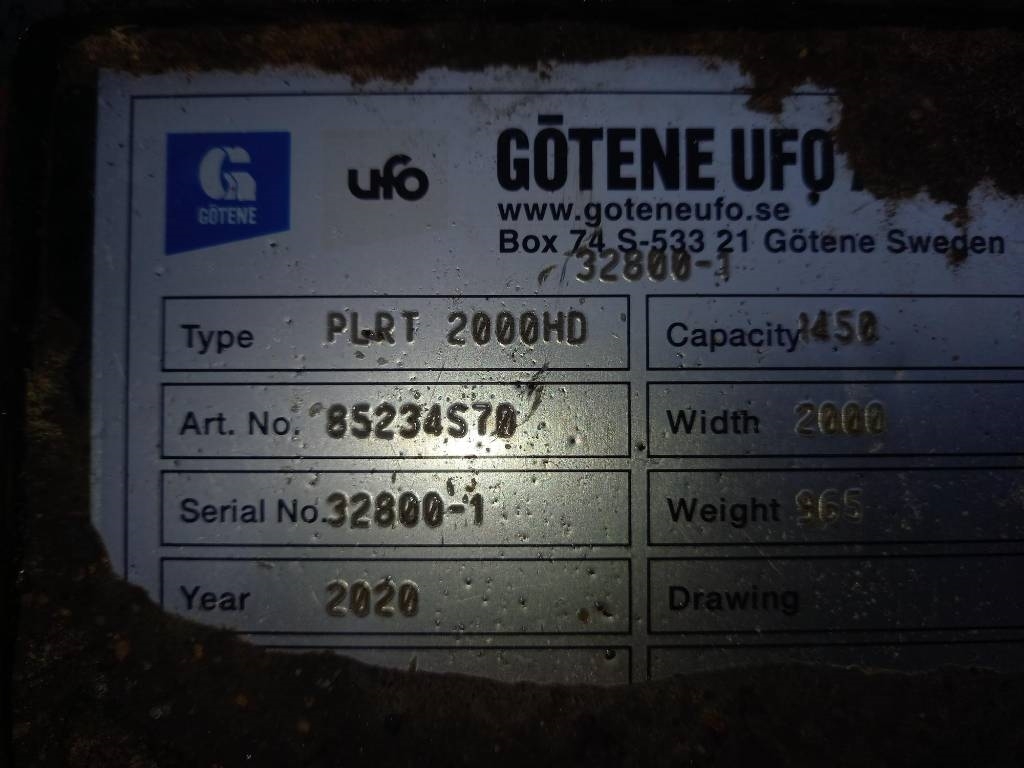 G
GÖTENE
ufo
GÖTENE UFO
www.goteneufo.se
Box 74 S-533 21 Götene Sweden
32800-1
Type PLRT 2000HD
Capacity 1450
Art. No. 85234S70
Width 2000
Serial No. 32800-1
Weight 965
Year 2020
Drawing